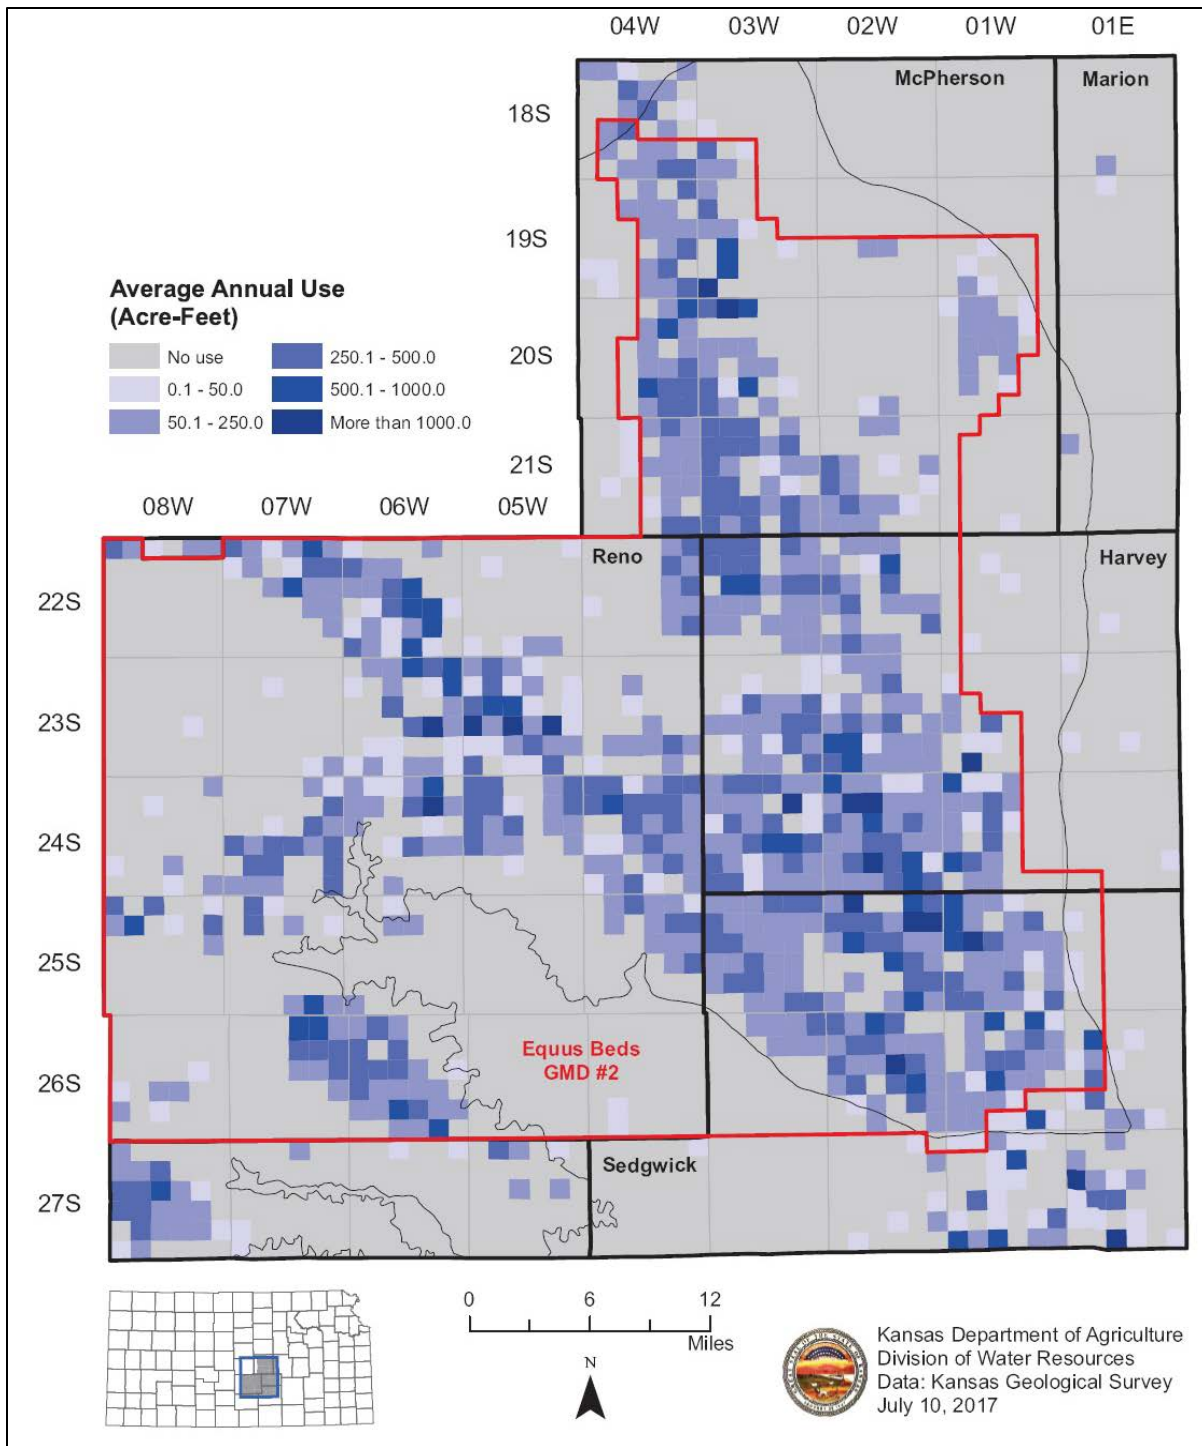 04W 03W 02W 01W 01E
McPherson Marion
18S
19S
Average Annual Use
(Acre-Feet)
No use 250.1 - 500.0
0.1 - 50.0 500.1 - 1000.0
50.1 - 250.0 More than 1000.0
20S
21S
08W 07W 06W 05W
Reno Harvey
22S
23S
24S
25S
Equus Beds
GMD #2
26S
Sedgwick
27S
0 6 12
Miles
N
Kansas Department of Agriculture
Division of Water Resources
Data: Kansas Geological Survey
July 10, 2017